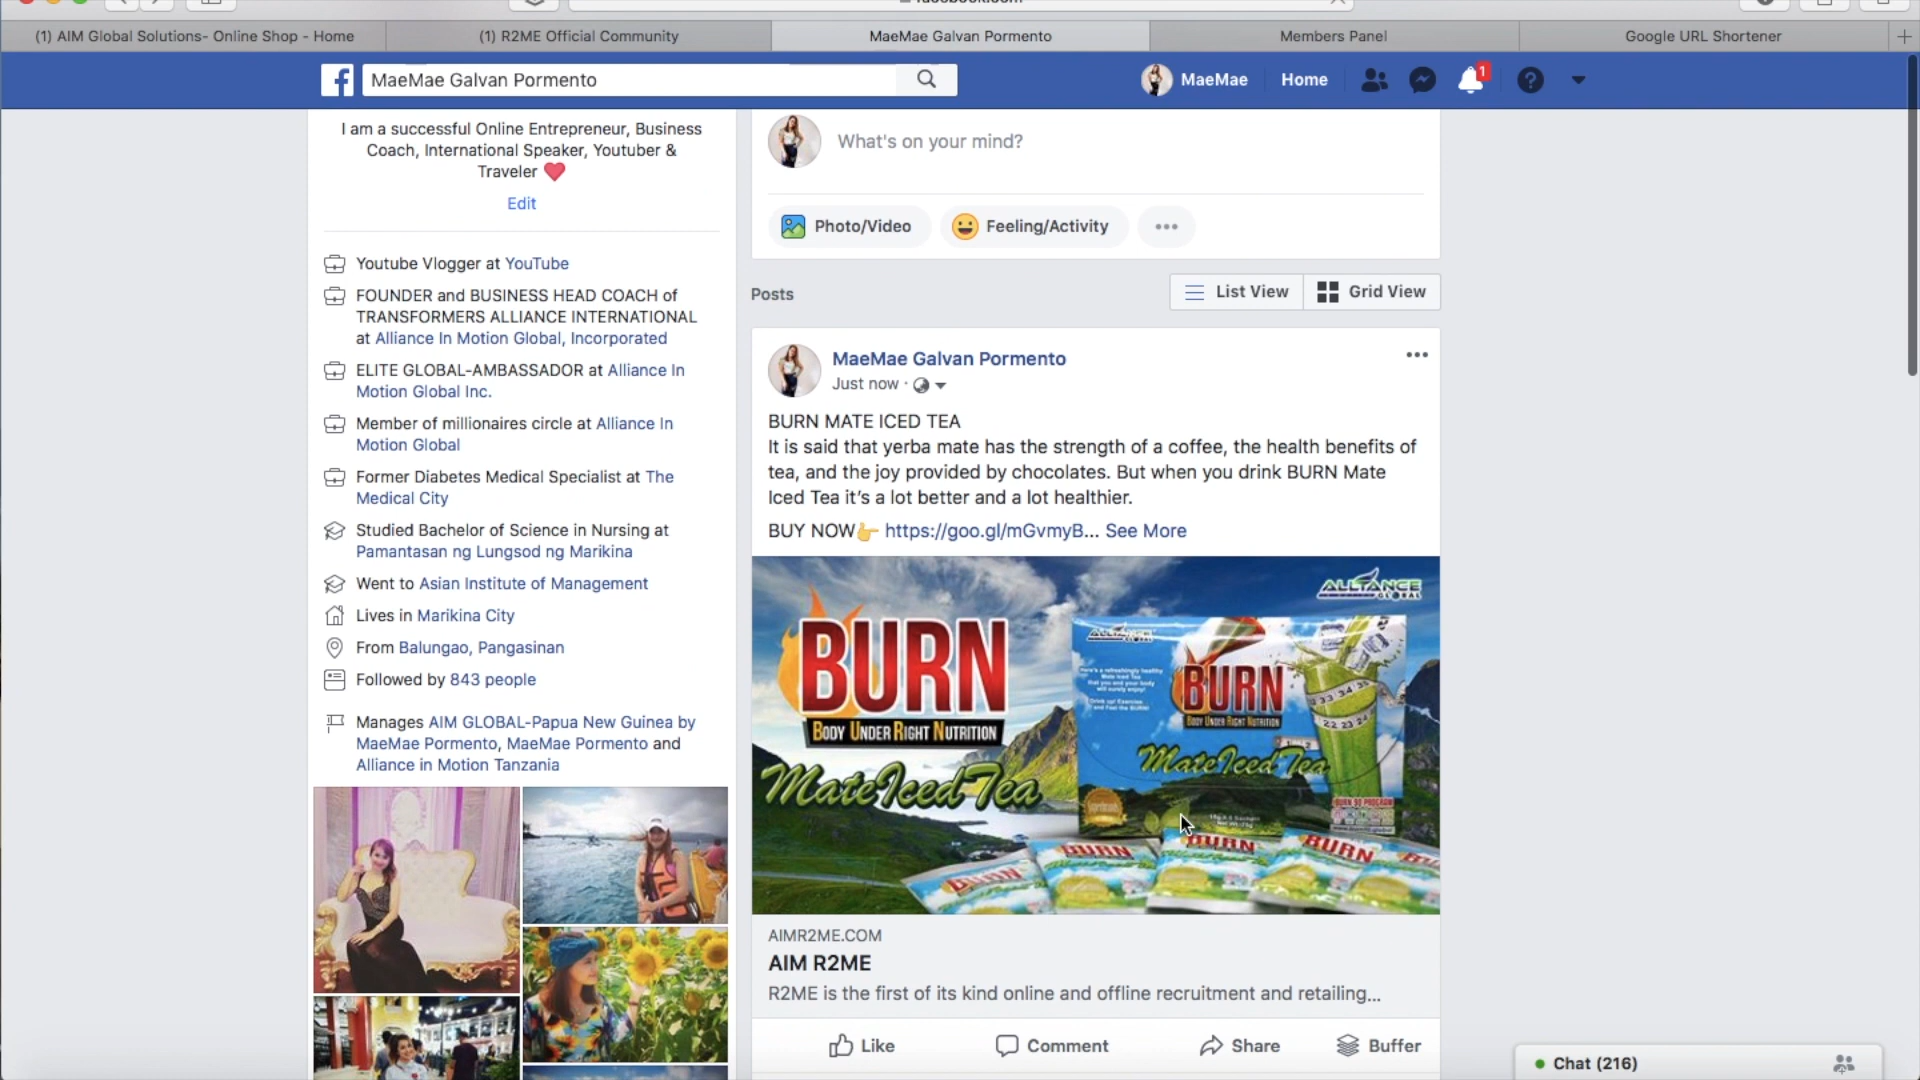 (1) AIM Global Solutions- Online Shop - Home
(1) R2ME Official Community
MaeMae Galvan Pormento
Members Panel
Google URL Shortener
MaeMae Galvan Pormento
MaeMae
Home
1
I am a successful Online Entrepreneur, Business
Coach, International Speaker, Youtuber &
Traveler
Edit
Youtube Vlogger at YouTube
FOUNDER and BUSINESS HEAD COACH of
TRANSFORMERS ALLIANCE INTERNATIONAL
at Alliance In Motion Global, Incorporated
ELITE GLOBAL-AMBASSADOR at Alliance In
Motion Global Inc.
Member of millionaires circle at Alliance In
Motion Global
Former Diabetes Medical Specialist at The
Medical City
Studied Bachelor of Science in Nursing at
Pamantasan ng Lungsod ng Marikina
Went to Asian Institute of Management
Lives in Marikina City
From Balungao, Pangasinan
Followed by 843 people
Manages AIM GLOBAL-Papua New Guinea by
MaeMae Pormento, MaeMae Pormento and
Alliance in Motion Tanzania
What's on your mind?
Photo/Video
Feeling/Activity
Posts
List View
Grid View
MaeMae Galvan Pormento
Just now ·
BURN MATE ICED TEA
It is said that yerba mate has the strength of a coffee, the health benefits of
tea, and the joy provided by chocolates. But when you drink BURN Mate
Iced Tea it's a lot better and a lot healthier.
BUY NOW https://goo.gl/mGvmyB... See More
BURN
BODY UNDER RIGHT NUTRITION
Mate Iced Tea
ALLIANCE
GLOBAL
BURN
BODY UNDER RIGHT NUTRITION
Mate Iced Tea
BURN
BURN
BURN
BURN
AIMR2ME.COM
AIM R2ME
R2ME is the first of its kind online and offline recruitment and retailing...
Like
Comment
Share
Buffer
Chat (216)